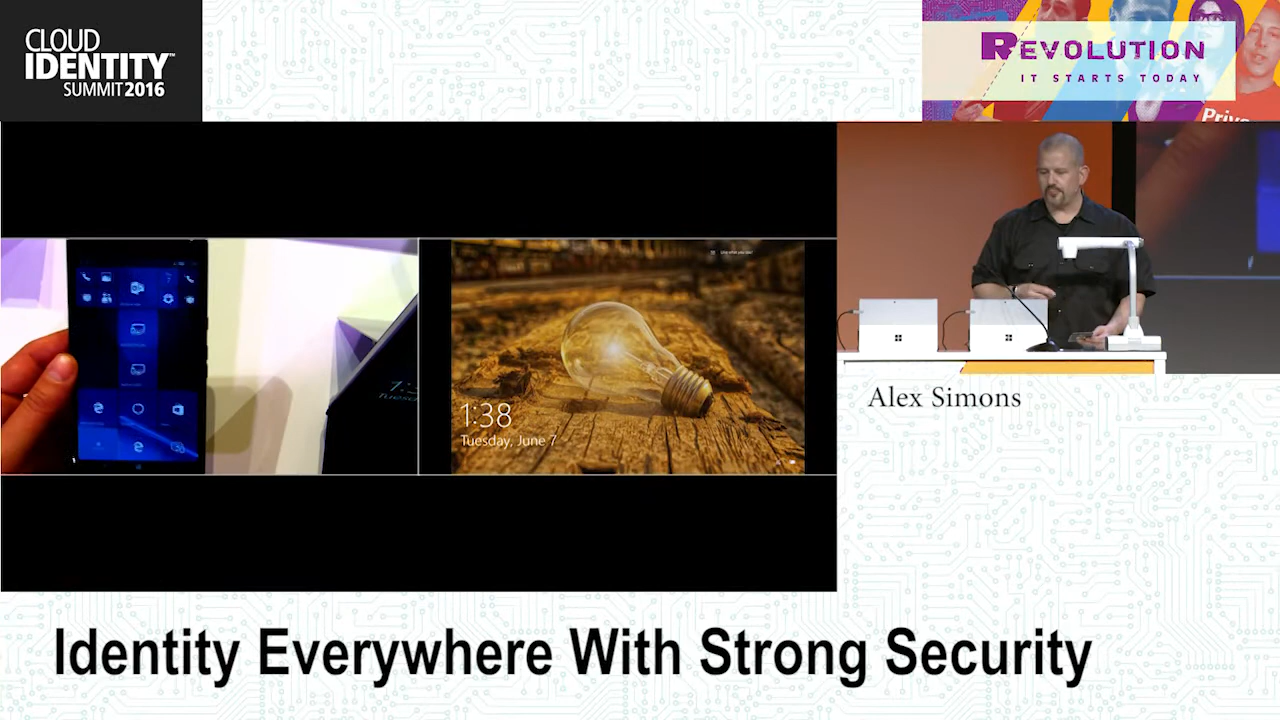 CLOUD
IDENTITY™
SUMMIT 2016
REVOLUTION
IT STARTS TODAY
1:38
Tuesday, June 7
Alex Simons
Identity Everywhere With Strong Security